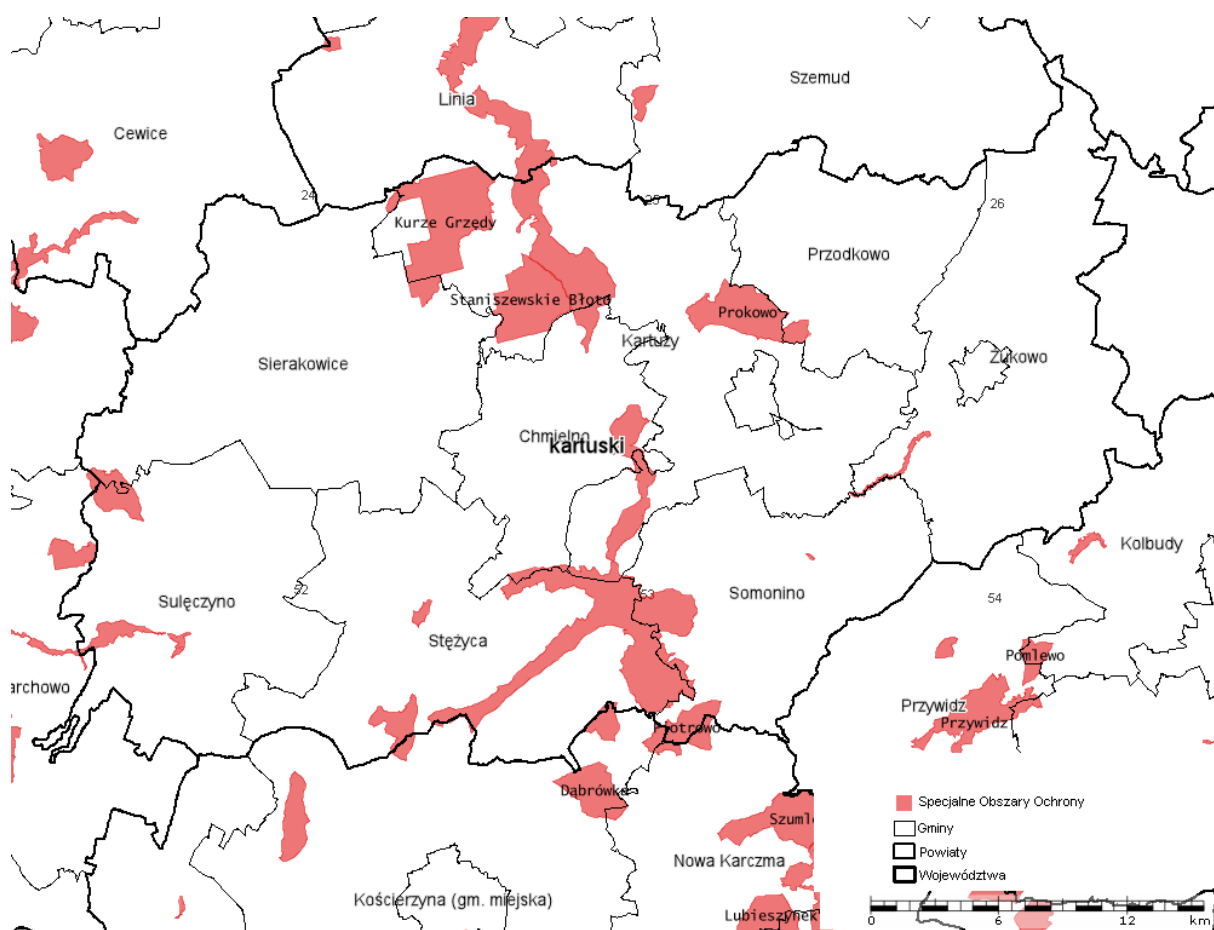 Szemud
Linia
Cewice
24
25
26
Kurze Grzędy
Przodkowo
Staniszewskie Błoto
Prokowo
Kartuzy
Żukowo
Sierakowice
Chmielno
kartuski
Kolbudy
52
53
54
Sulęczyno
Somonino
Stężyca
Pomlewo
archowo
Przywidz
Przywidz
otrowo
Dąbrówka
Szuml
Nowa Karczma
Kościerzyna (gm. miejska)
Lubieszynek
Specjalne Obszary Ochrony
Gminy
Powiaty
Województwa
0 6 12 km